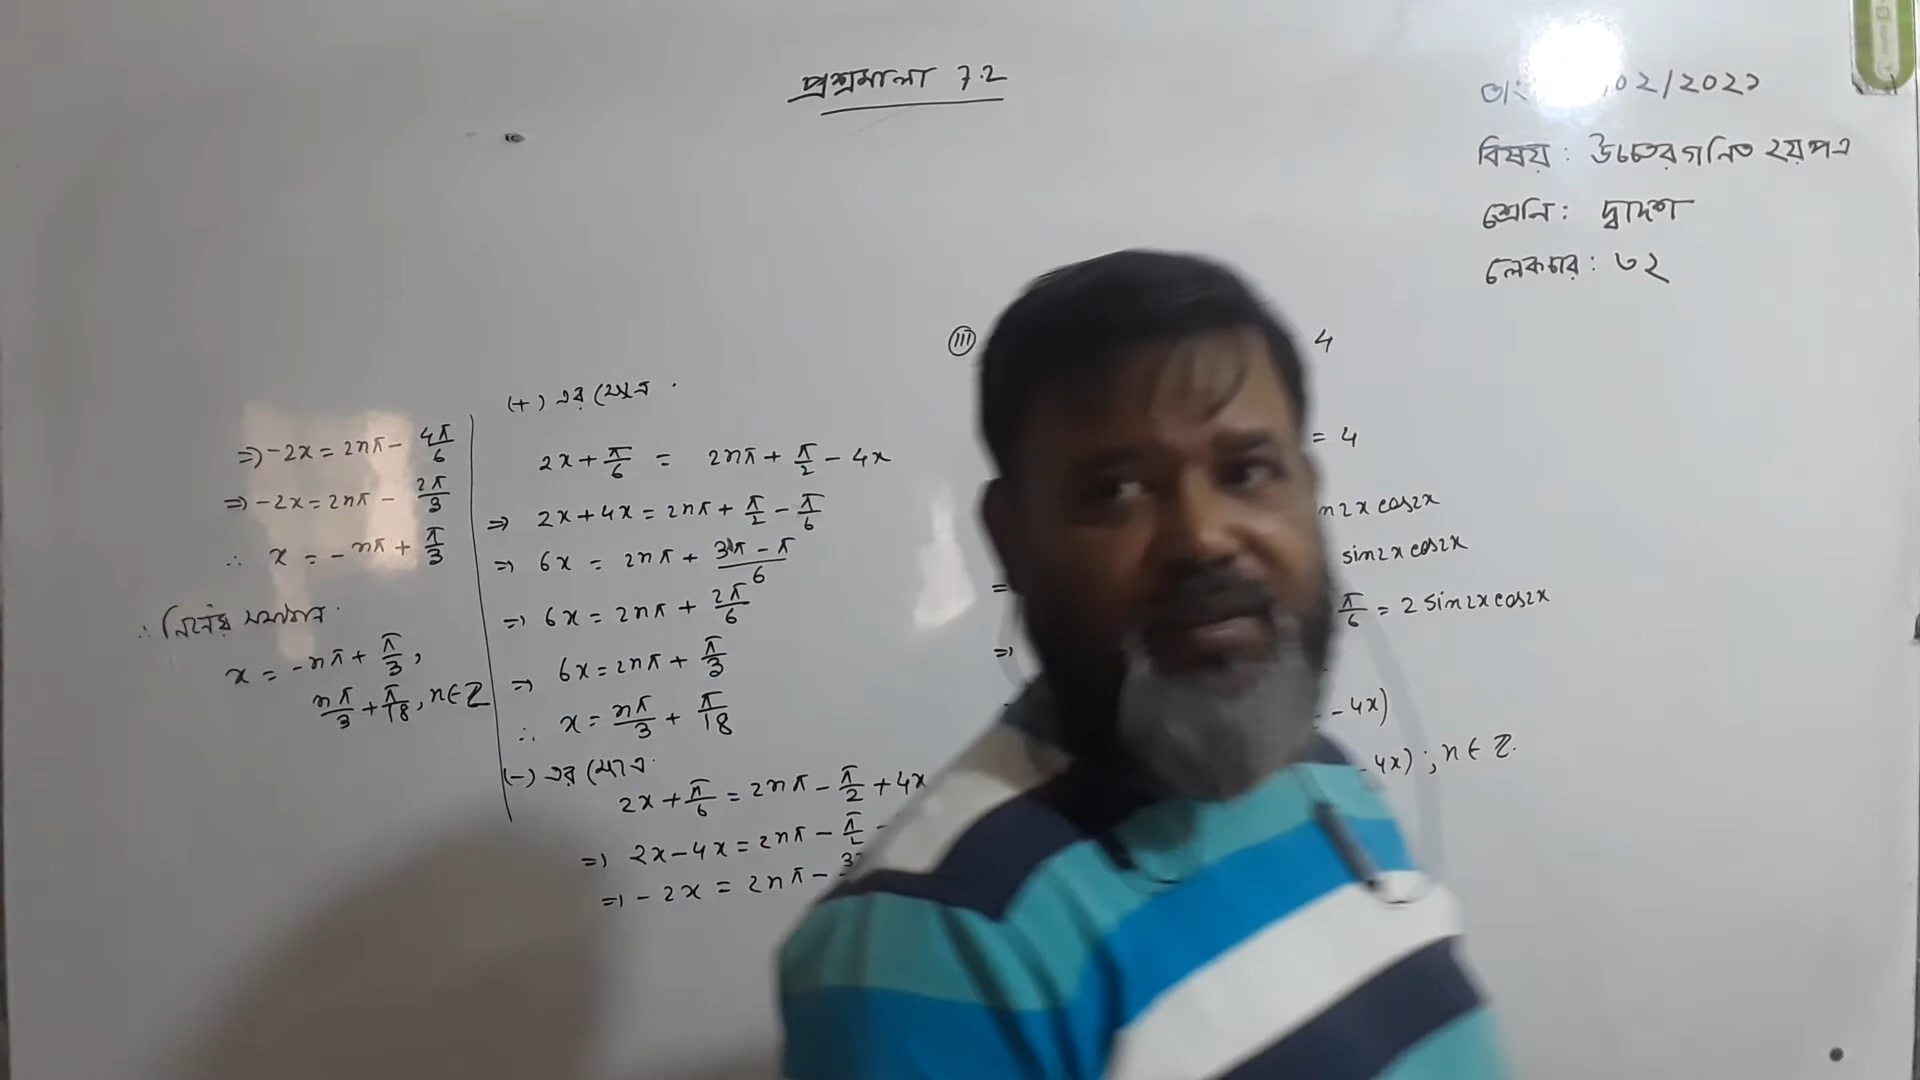 প্রশ্নমালা 7.2
তা: 02/2022
বিষয় : উচ্চতর গনিত ২য় পত্র
শ্রেনি : দ্বাদশ
লেকচার : ৩২
(iii) 4
= 4
sin2x cos2x
π/6 = 2 sin2x cos2x
- 4x)
4x) ; n ∈ Z.
(+) এর
2x + π/6 = 2nπ + π/2 - 4x
⇒ 2x + 4x = 2nπ + π/2 - π/6
⇒ 6x = 2nπ + (3π - π)/6
⇒ 6x = 2nπ + 2π/6
⇒ 6x = 2nπ + π/3
∴ x = nπ/3 + π/18
(-) এর
2x + π/6 = 2nπ - π/2 + 4x
⇒ 2x - 4x = 2nπ - π/2 -
⇒ - 2x = 2nπ -
⇒ -2x = 2nπ - 4π/6
⇒ -2x = 2nπ - 2π/3
∴ x = - nπ + π/3
∴ নির্নেয় সমাধান
x = -nπ + π/3,
nπ/3 + π/18, n ∈ Z